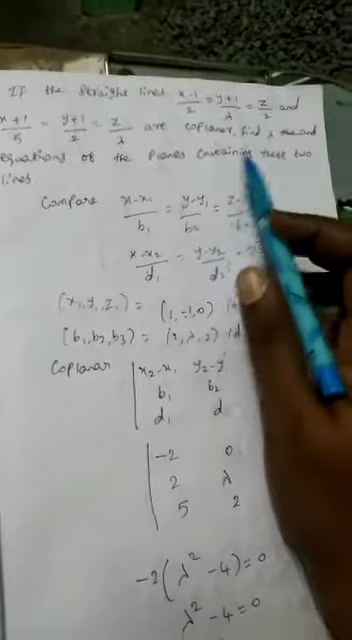 If the straight lines x-1/2 = y+1/λ = z/2 and
x+1/5 = y+1/2 = z/λ are coplanar, find λ and
equations of the planes containing these two
lines.
Compare x-x₁/b₁ = y-y₁/b₂ = z-
x-x₂/d₁ = y-y₂/d₂ =
(x₁,y₁,z₁) = (1,-1,0)
(b₁,b₂,b₃) = (2,λ,2)
Coplanar | x₂-x₁ y₂-y
b₁ b₂
d₁ d
| -2 0
2 λ
5 2
-2(λ²-4)=0
λ²-4=0